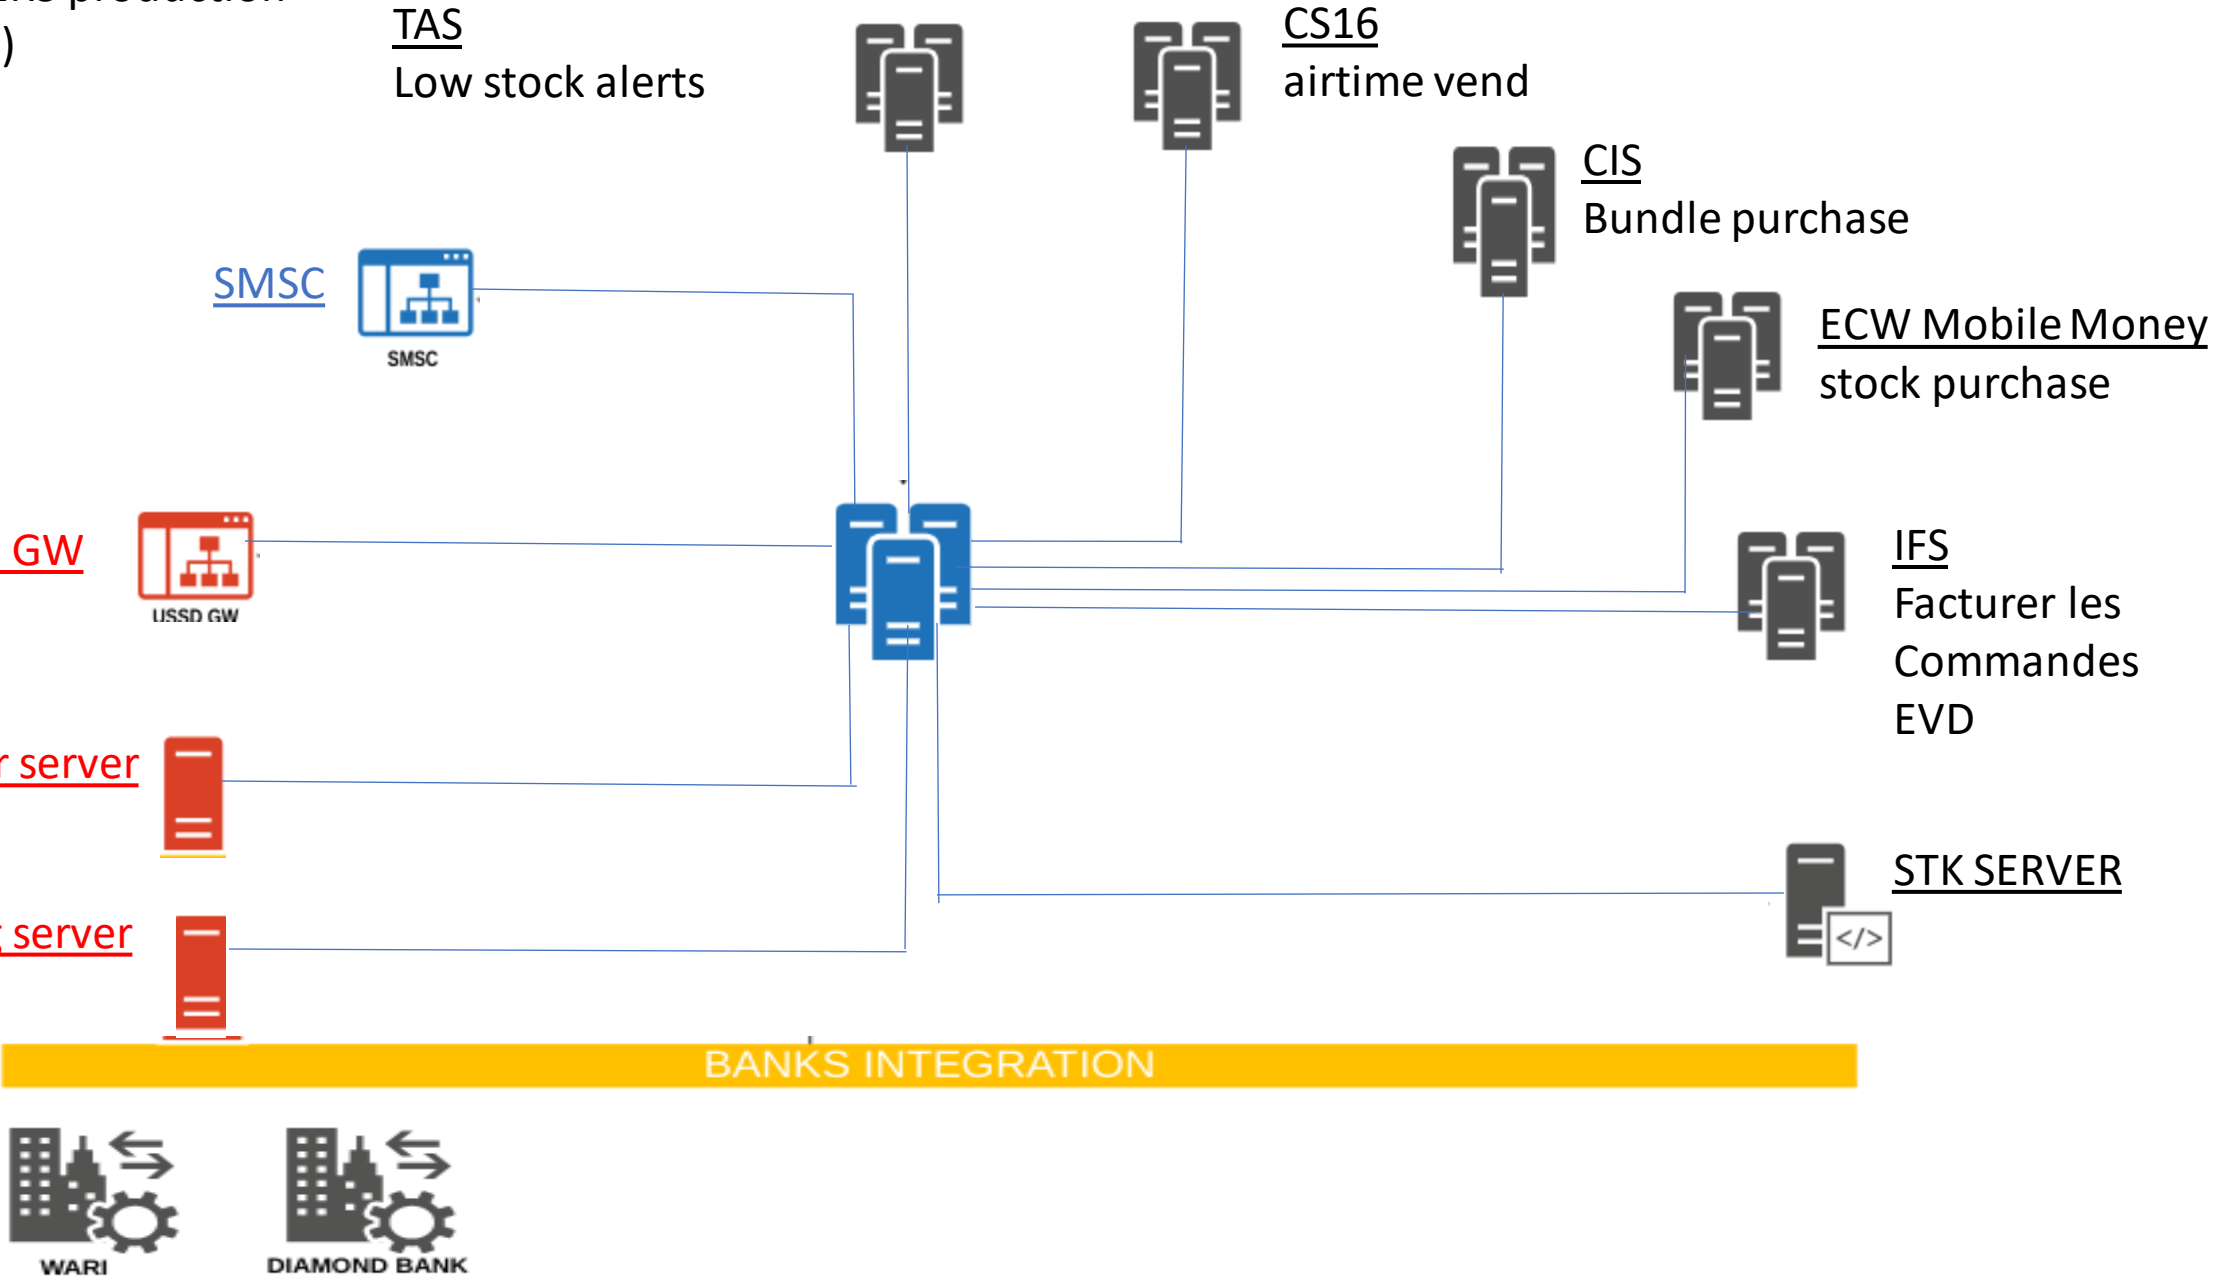 production
)
TAS
Low stock alerts
CS16
airtime vend
CIS
Bundle purchase
SMSC
SMSC
ECW Mobile Money
stock purchase
GW
USSD GW
IFS
Facturer les
Commandes
EVD
server
STK SERVER
</>
server
BANKS INTEGRATION
WARI
DIAMOND BANK